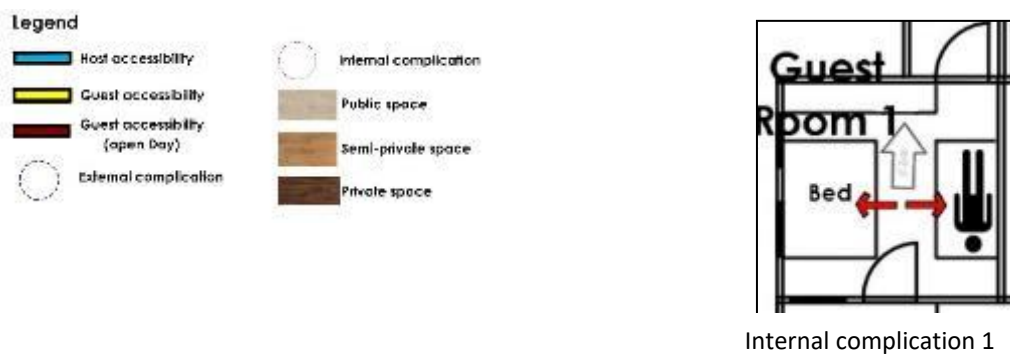 Legend
Host accessibility
Guest accessibility
Guest accessibility
(open Day)
External complication
Internal complication
Public space
Semi-private space
Private space
Guest
Room 1
Bed
Internal complication 1